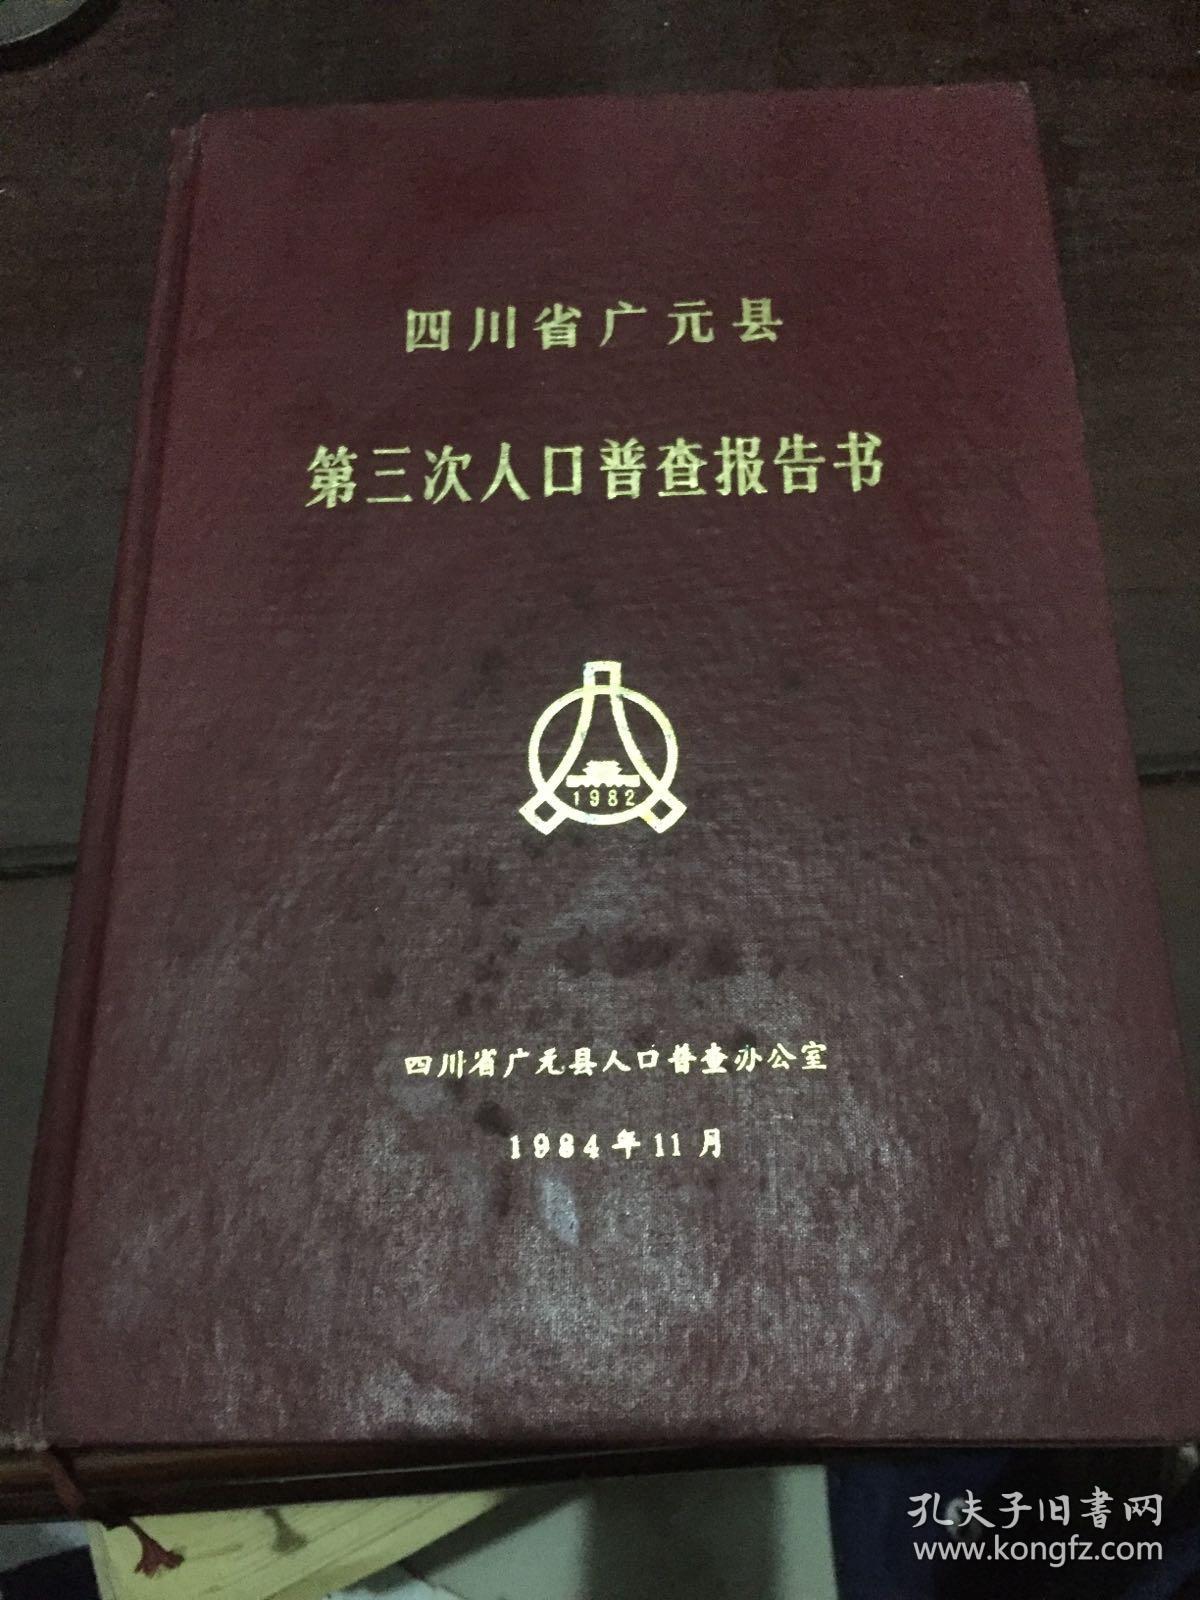 四川省广元县
第三次人口普查报告书
1982
四川省广元县人口普查办公室
1984年11月
孔夫子旧書网
www.kongfz.com